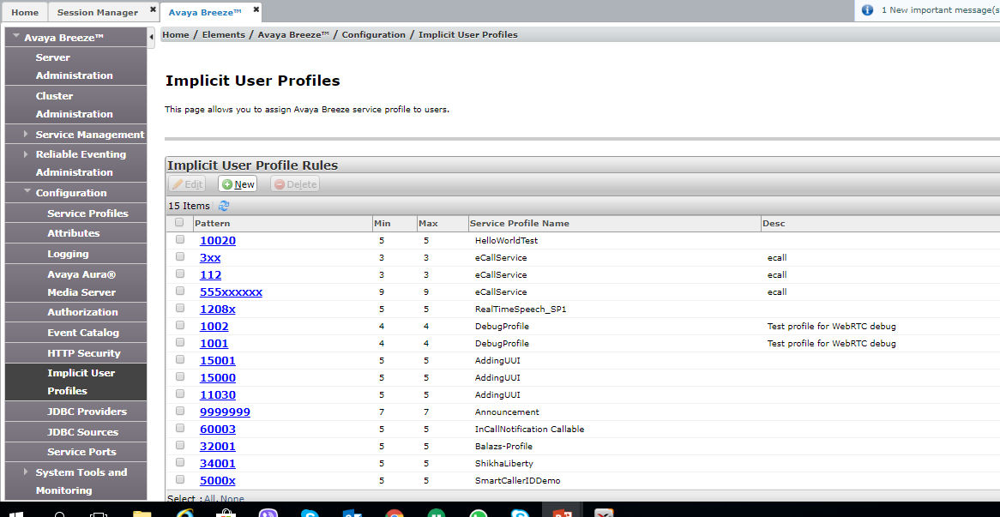 Home
Session Manager
Avaya Breeze™
1 New important message(s
Avaya Breeze™
Server
Administration
Cluster
Administration
Service Management
Reliable Eventing
Administration
Configuration
Service Profiles
Attributes
Logging
Avaya Aura®
Media Server
Authorization
Event Catalog
HTTP Security
Implicit User
Profiles
JDBC Providers
JDBC Sources
Service Ports
System Tools and
Monitoring
Home / Elements / Avaya Breeze™ / Configuration / Implicit User Profiles
Implicit User Profiles
This page allows you to assign Avaya Breeze service profile to users.
Implicit User Profile Rules
Edit New Delete
15 Items
Pattern Min Max Service Profile Name Desc
10020 5 5 HelloWorldTest
3xx 3 3 eCallService ecall
112 3 3 eCallService ecall
555xxxxxx 9 9 eCallService ecall
1208x 5 5 RealTimeSpeech_SP1
1002 4 4 DebugProfile Test profile for WebRTC debug
1001 4 4 DebugProfile Test profile for WebRTC debug
15001 5 5 AddingUUI
15000 5 5 AddingUUI
11030 5 5 AddingUUI
9999999 7 7 Announcement
60003 5 5 InCallNotification Callable
32001 5 5 Balazs-Profile
34001 5 5 ShikhaLiberty
5000x 5 5 SmartCallerIDDemo
Select : All, None